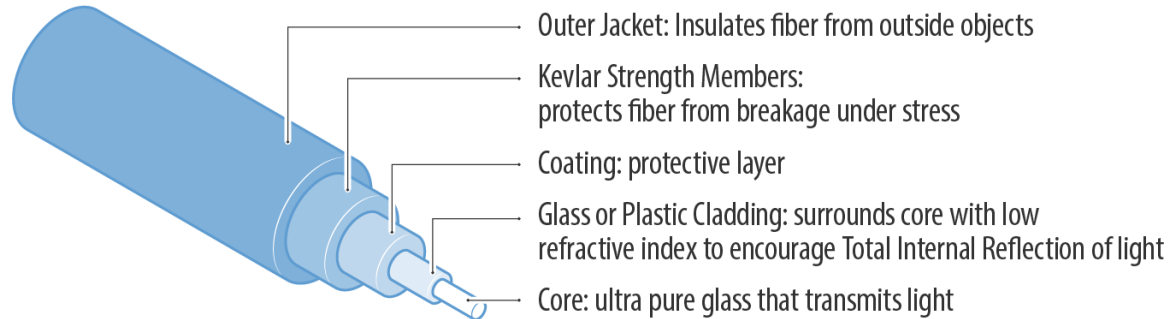 Outer Jacket: Insulates fiber from outside objects
Kevlar Strength Members:
protects fiber from breakage under stress
Coating: protective layer
Glass or Plastic Cladding: surrounds core with low
refractive index to encourage Total Internal Reflection of light
Core: ultra pure glass that transmits light